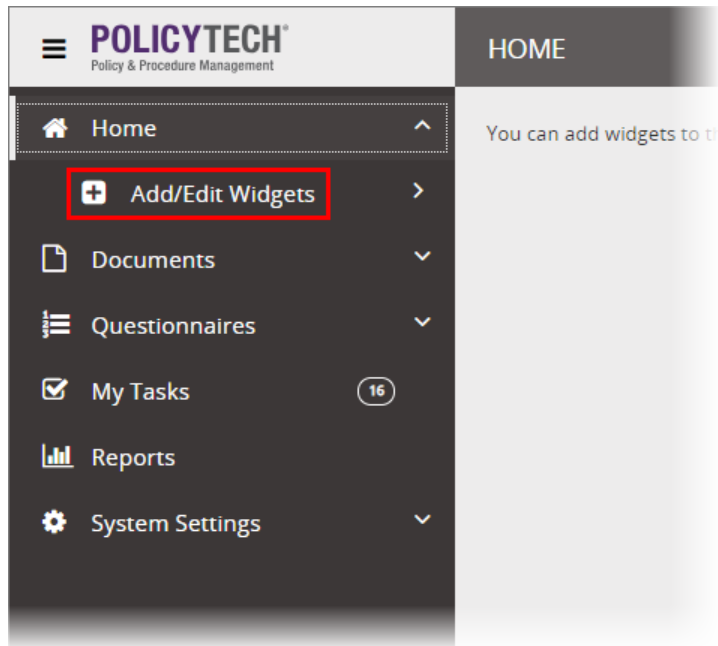 POLICYTECH®
Policy & Procedure Management
HOME
Home
You can add widgets to
Add/Edit Widgets
Documents
Questionnaires
My Tasks 16
Reports
System Settings